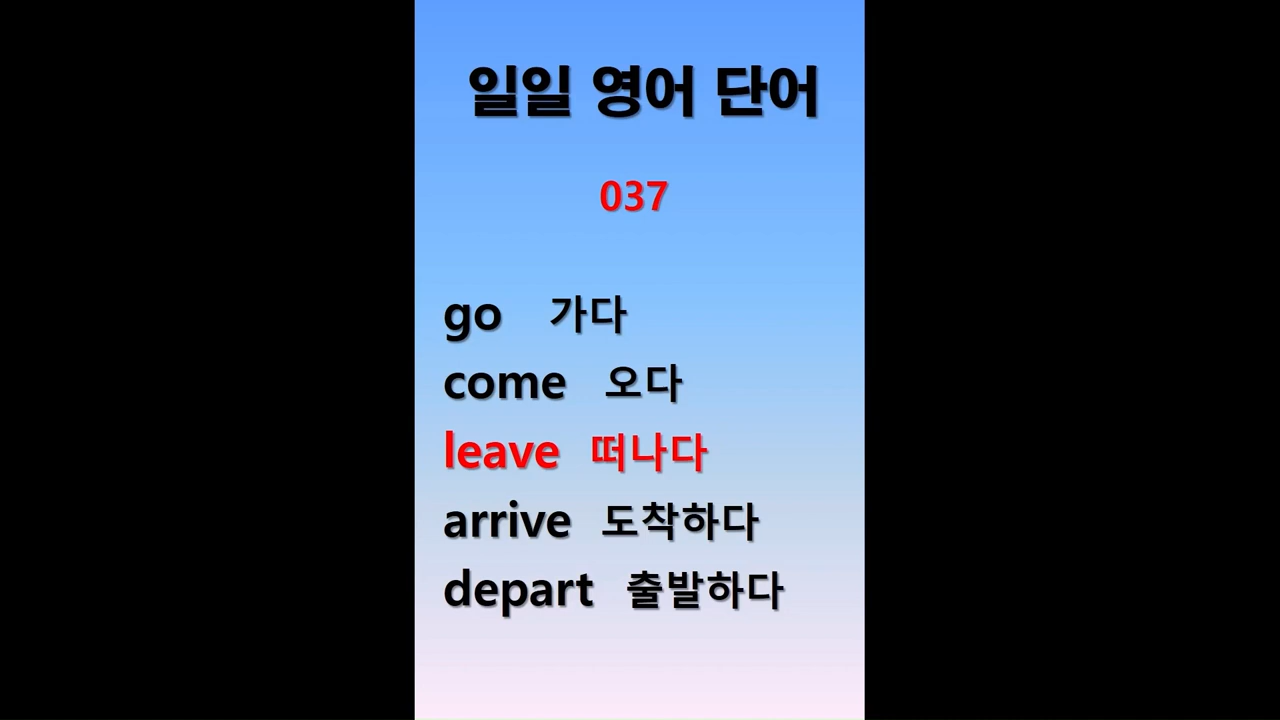 일일 영어 단어
037
go 가다
come 오다
leave 떠나다
arrive 도착하다
depart 출발하다